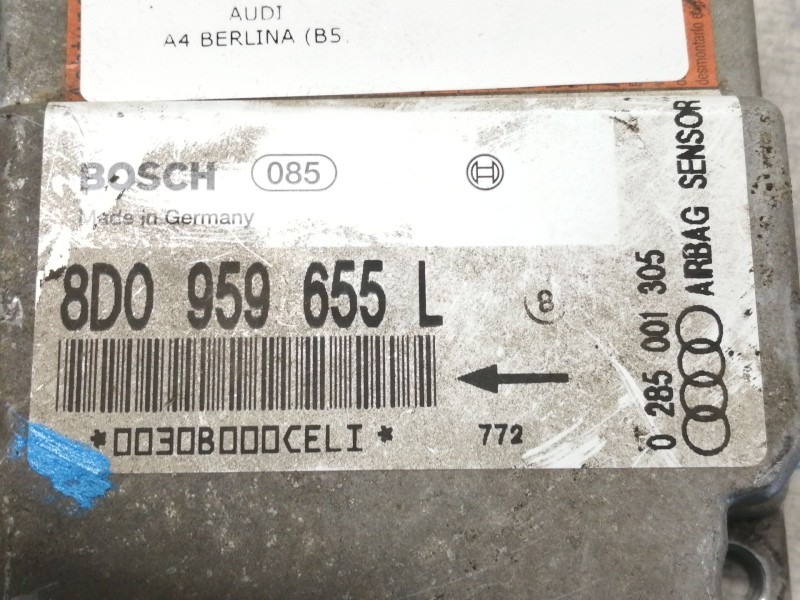 AUDI
A4 BERLINA (B5
desmontarlo
BOSCH 085
Made in Germany
8D0 959 655 L
8
*0030B000CELI*
772
0 285 001 305
AIRBAG SENSOR